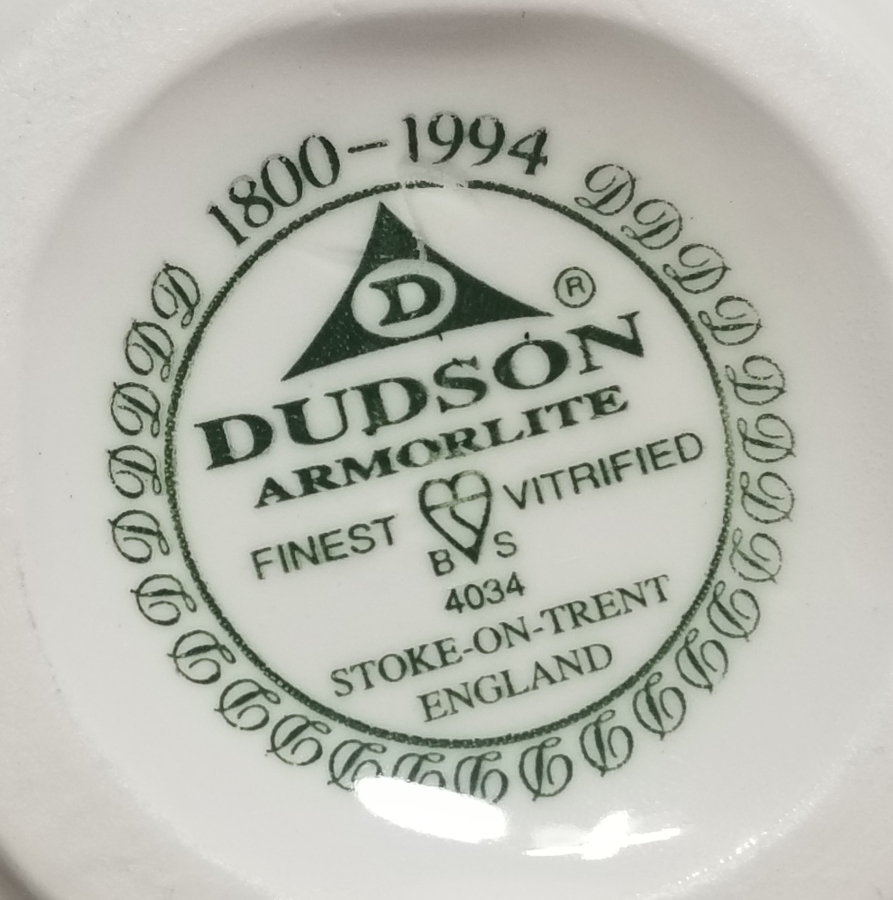 1800-1994
D D D D D D D D D D D D D D D D D D D D D D D D D
D
®
DUDSON
ARMORLITE
FINEST VITRIFIED
B S
4034
STOKE-ON-TRENT
ENGLAND